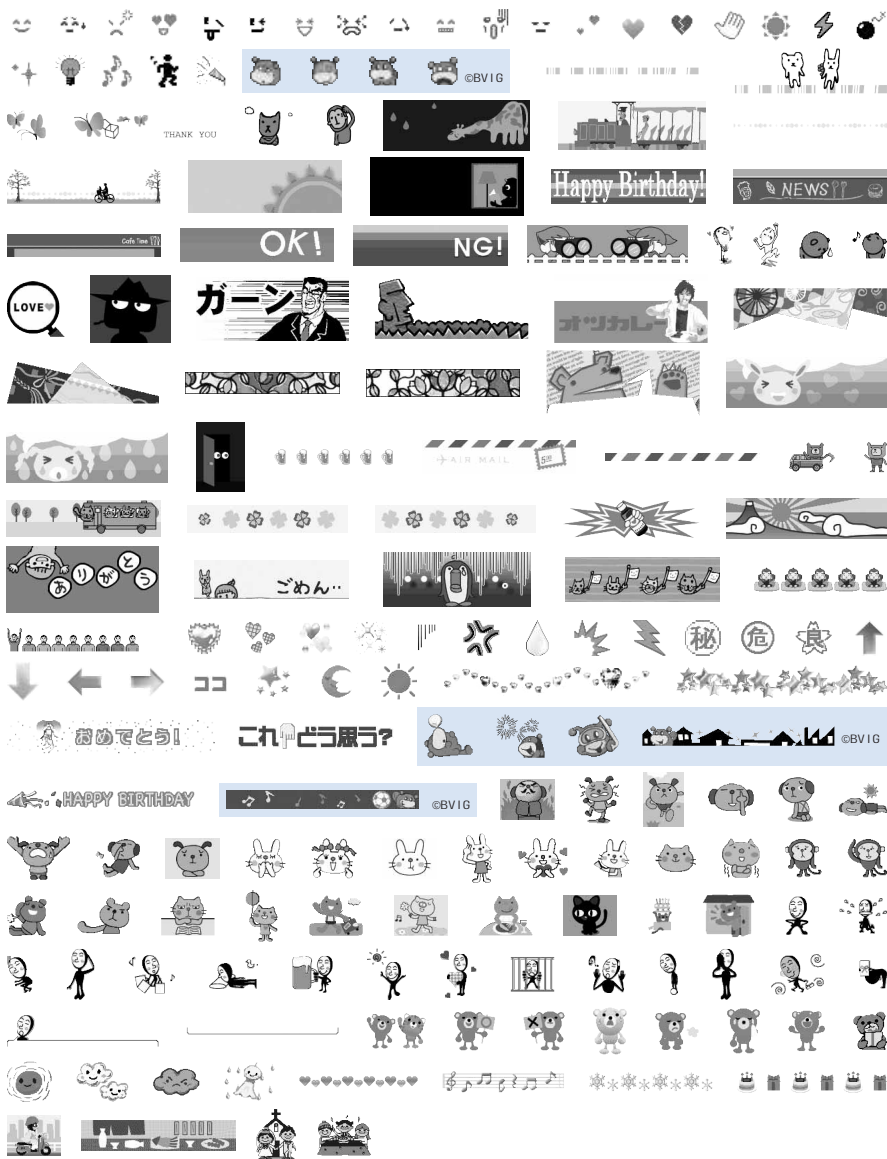 ©BVIG
THANK YOU
Happy Birthday!
NEWS
Cafe Time
OK!
NG!
LOVE
ガーン
オツカレー
AIR MAIL
ありがとう
ごめん‥
秘
危
良
ココ
おめでとう!
これ どう思う?
©BVIG
HAPPY BIRTHDAY
©BVIG